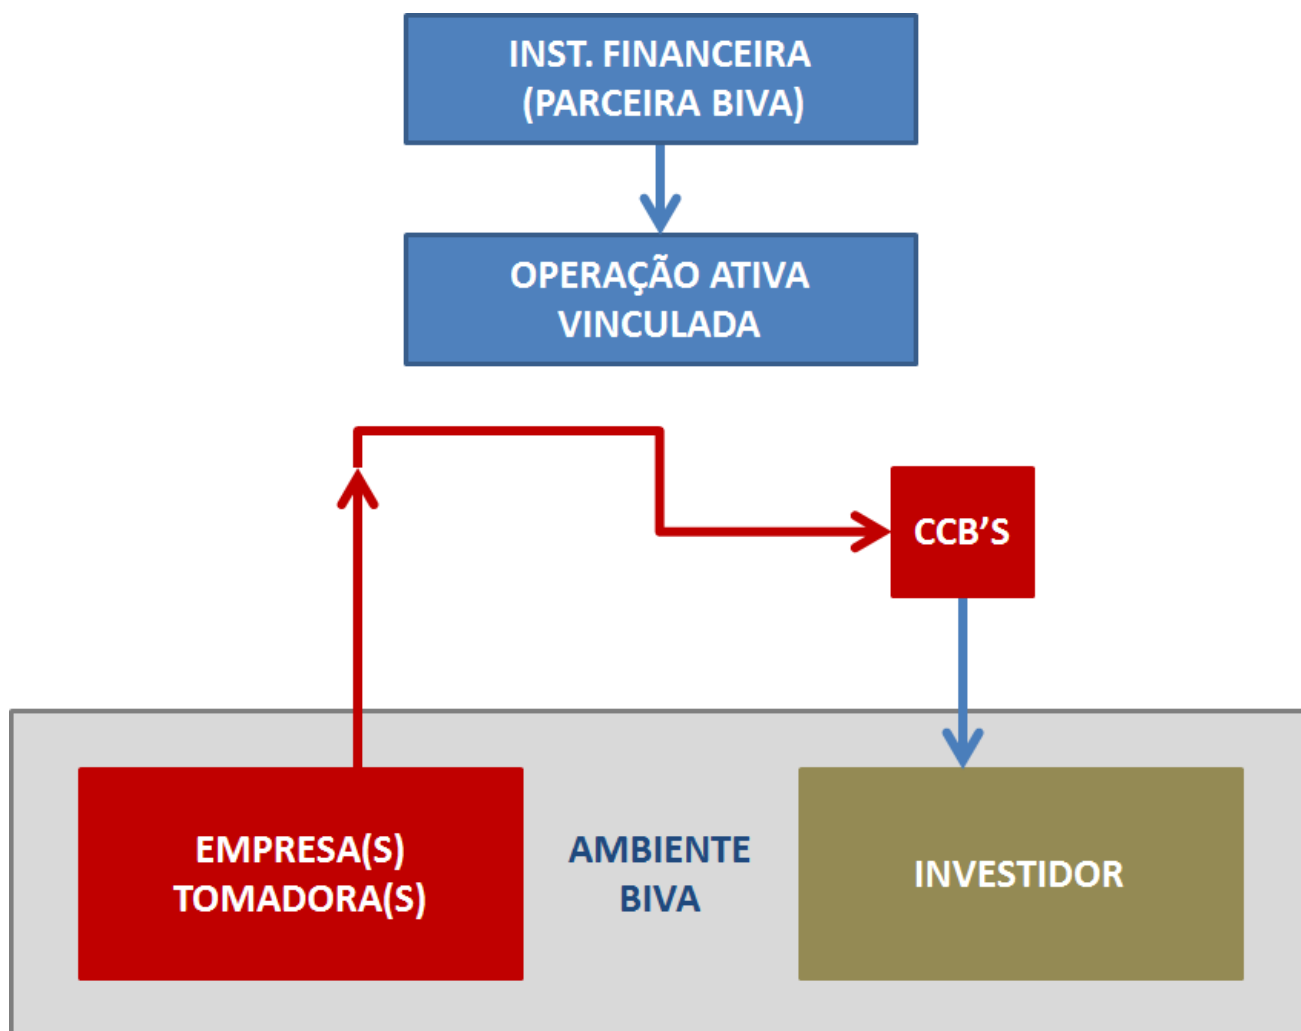 INST. FINANCEIRA
(PARCEIRA BIVA)
OPERAÇÃO ATIVA
VINCULADA
CCB’S
EMPRESA(S)
TOMADORA(S)
AMBIENTE
BIVA
INVESTIDOR